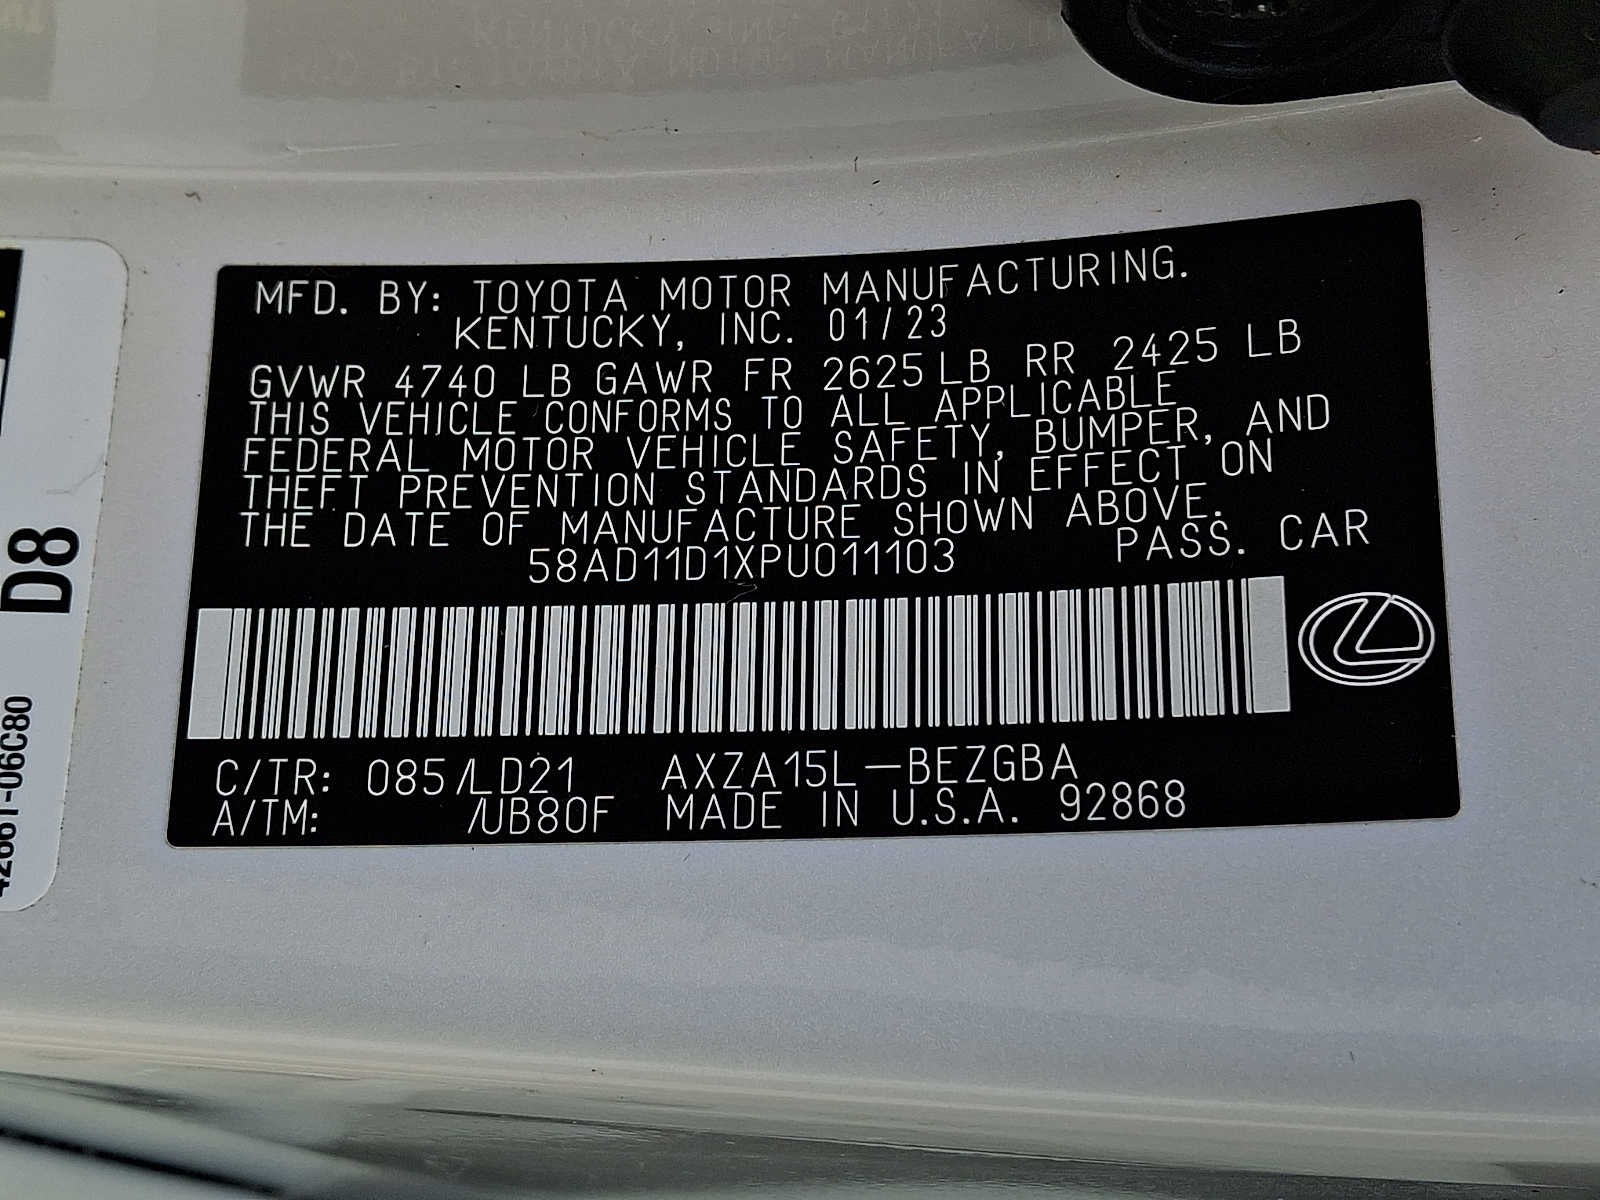 MFD. BY: TOYOTA MOTOR MANUFACTURING.
KENTUCKY, INC. 01/23
GVWR 4740 LB GAWR FR 2625 LB RR 2425 LB
THIS VEHICLE CONFORMS TO ALL APPLICABLE
FEDERAL MOTOR VEHICLE SAFETY, BUMPER, AND
THEFT PREVENTION STANDARDS IN EFFECT ON
THE DATE OF MANUFACTURE SHOWN ABOVE.
58AD11D1XPU011103 PASS. CAR
C/TR: 085/LD21 AXZA15L-BEZGBA
A/TM: /UB80F MADE IN U.S.A. 92868
D8